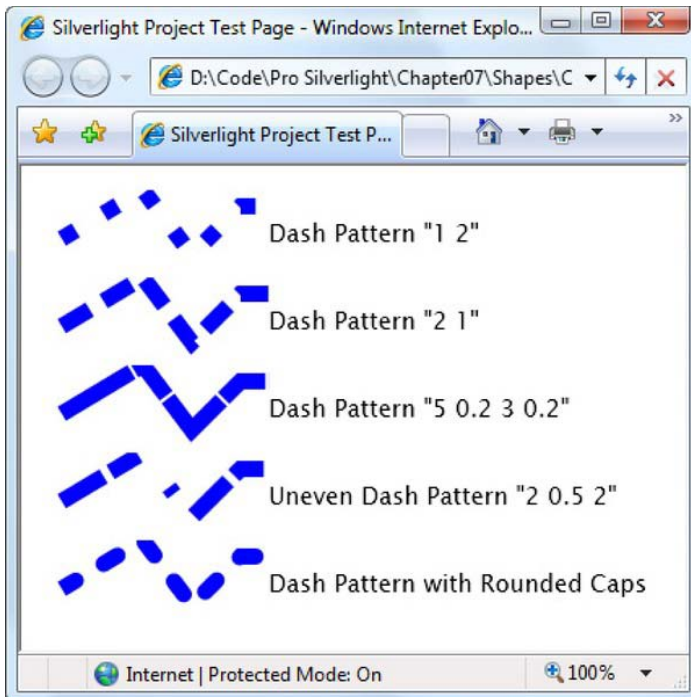 Silverlight Project Test Page - Windows Internet Explo...
D:\Code\Pro Silverlight\Chapter07\Shapes\C
Silverlight Project Test P...
Dash Pattern "1 2"
Dash Pattern "2 1"
Dash Pattern "5 0.2 3 0.2"
Uneven Dash Pattern "2 0.5 2"
Dash Pattern with Rounded Caps
Internet | Protected Mode: On
100%